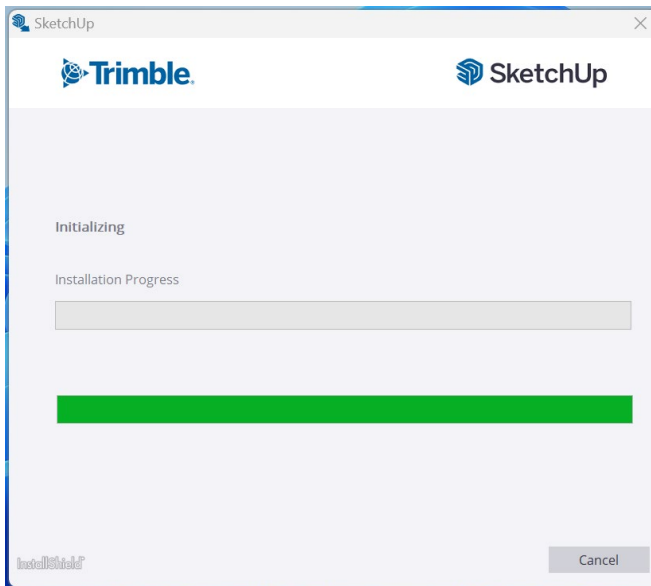 SketchUp
Trimble.
SketchUp
Initializing
Installation Progress
InstallShield
Cancel